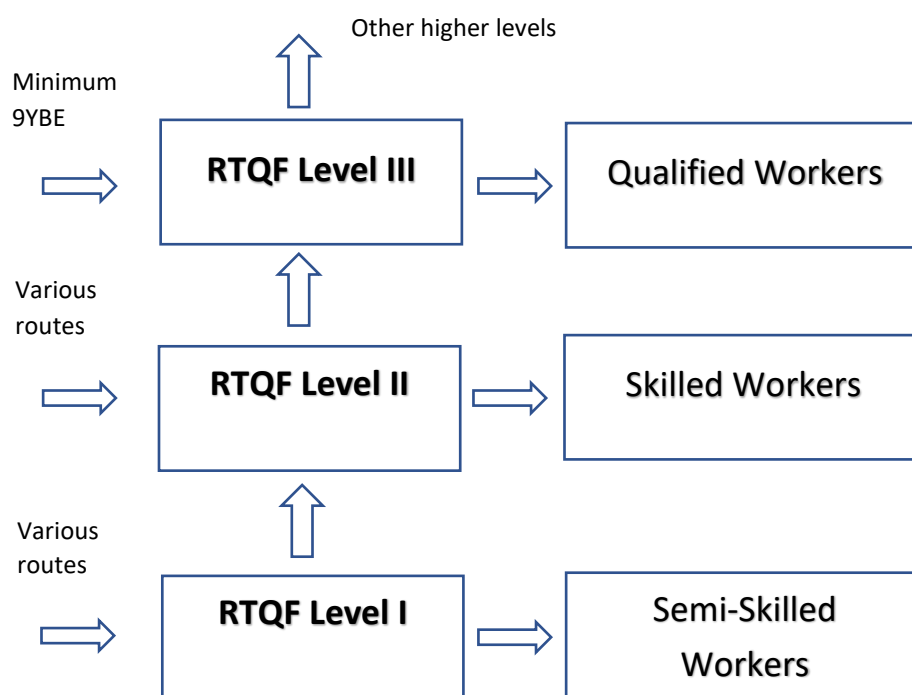 Other higher levels
Minimum
9YBE
RTQF Level III
Qualified Workers
Various
routes
RTQF Level II
Skilled Workers
Various
routes
RTQF Level I
Semi-Skilled
Workers